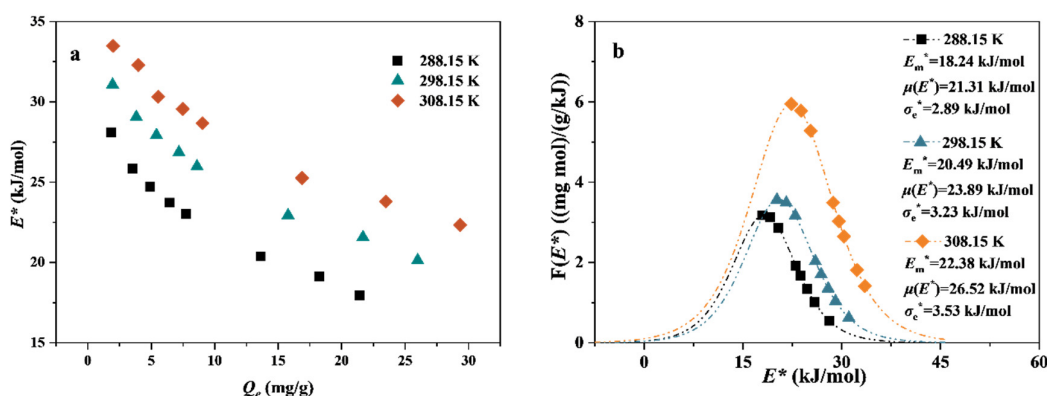 a
35
30
25
20
15
E* (kJ/mol)
288.15 K
298.15 K
308.15 K
0
5
10
15
20
25
30
Qe (mg/g)
b
8
6
4
2
0
F(E*) ((mg mol)/(g/kJ))
288.15 K
Em*=18.24 kJ/mol
μ(E*)=21.31 kJ/mol
σe*=2.89 kJ/mol
298.15 K
Em*=20.49 kJ/mol
μ(E*)=23.89 kJ/mol
σe*=3.23 kJ/mol
308.15 K
Em*=22.38 kJ/mol
μ(E*)=26.52 kJ/mol
σe*=3.53 kJ/mol
0
15
30
45
60
E* (kJ/mol)